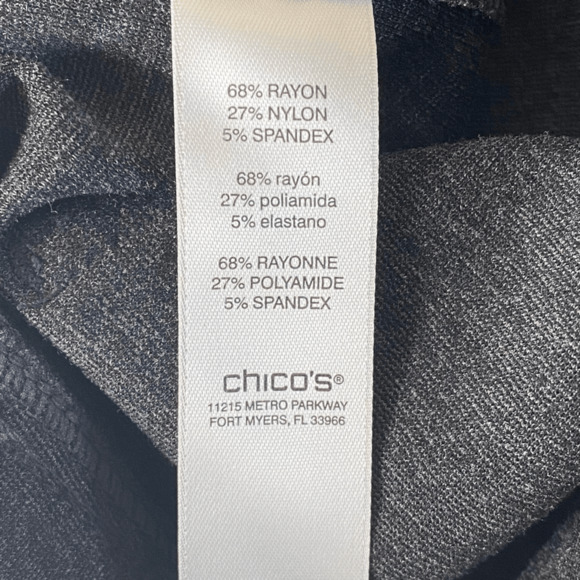 68% RAYON
27% NYLON
5% SPANDEX
68% rayón
27% poliamida
5% elastano
68% RAYONNE
27% POLYAMIDE
5% SPANDEX
chico's®
11215 METRO PARKWAY
FORT MYERS, FL 33966